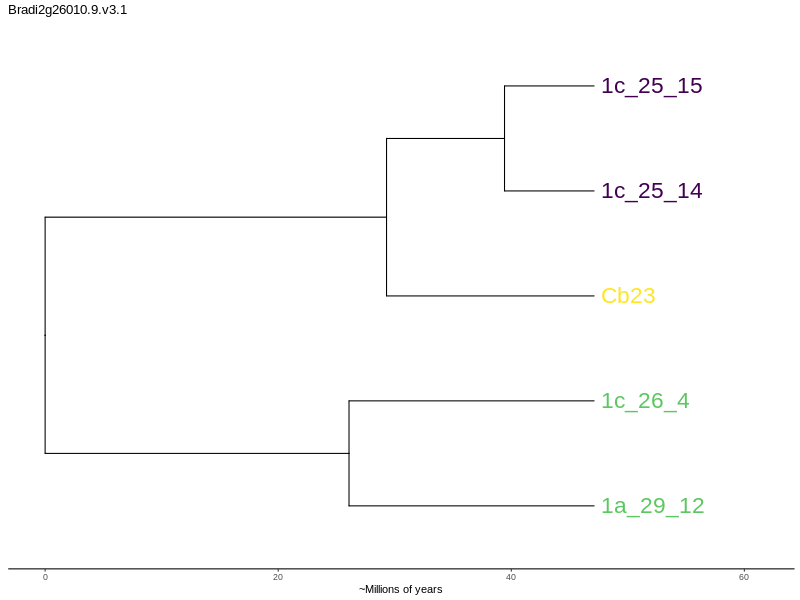 Bradi2g26010.9.v3.1
1c_25_15
1c_25_14
Cb23
1c_26_4
1a_29_12
0 20 40 60
~Millions of years